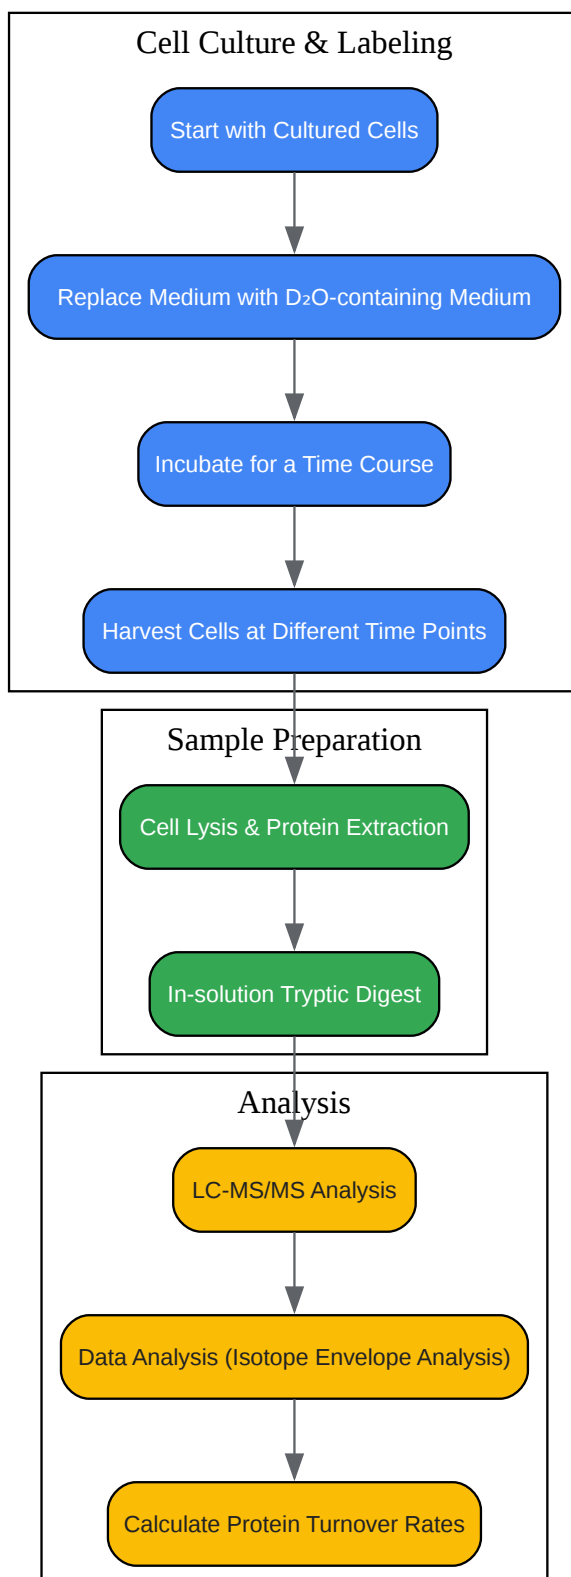 Cell Culture & Labeling
Start with Cultured Cells
Replace Medium with D₂O-containing Medium
Incubate for a Time Course
Harvest Cells at Different Time Points
Sample Preparation
Cell Lysis & Protein Extraction
In-solution Tryptic Digest
Analysis
LC-MS/MS Analysis
Data Analysis (Isotope Envelope Analysis)
Calculate Protein Turnover Rates